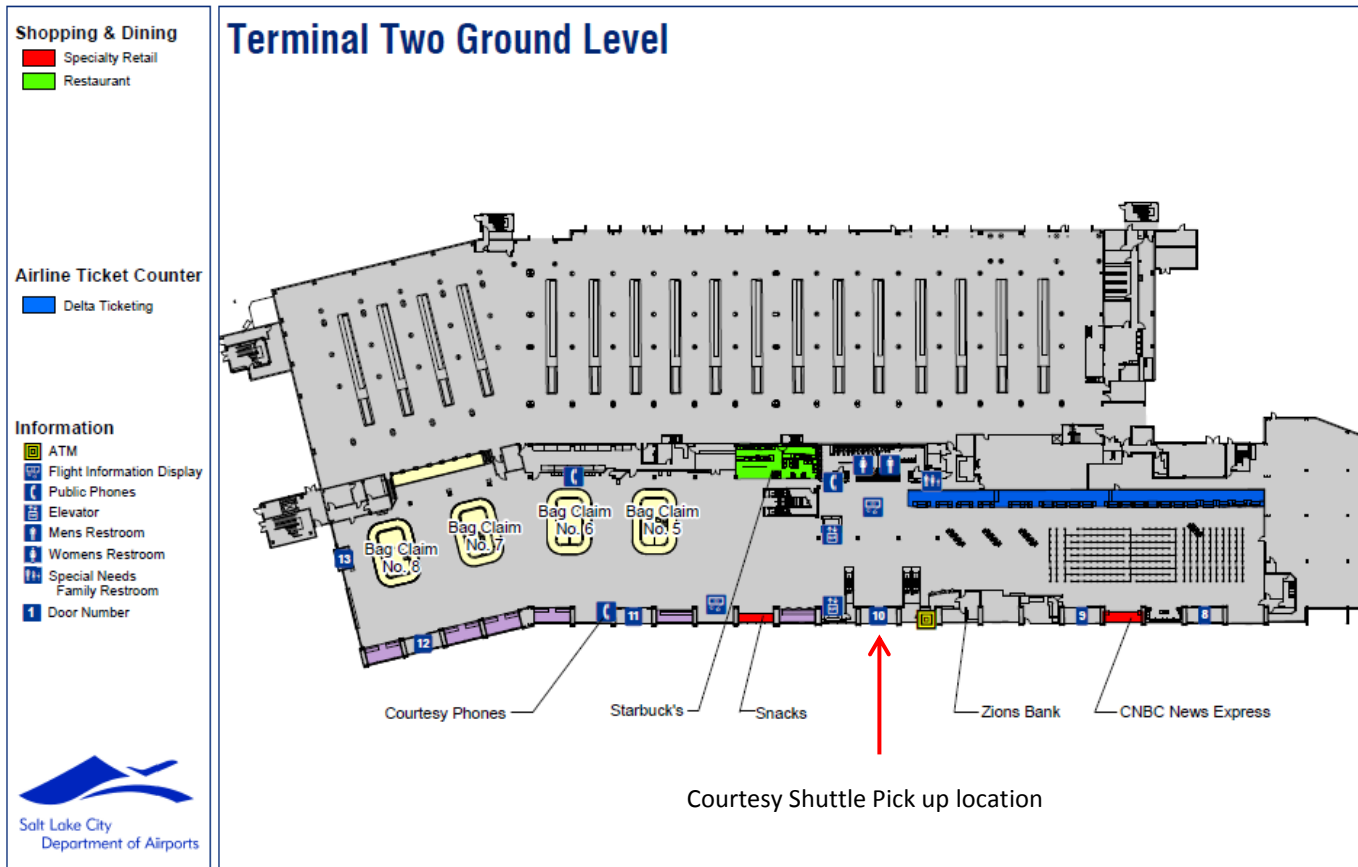 Shopping & Dining
Specialty Retail
Restaurant
Airline Ticket Counter
Delta Ticketing
Information
ATM
Flight Information Display
Public Phones
Elevator
Mens Restroom
Womens Restroom
Special Needs
Family Restroom
1 Door Number
Salt Lake City
Department of Airports
Terminal Two Ground Level
Bag Claim
No. 8
Bag Claim
No. 7
Bag Claim
No. 6
Bag Claim
No. 5
13
12
11
10
9
8
Courtesy Phones
Starbuck's
Snacks
Zions Bank
CNBC News Express
Courtesy Shuttle Pick up location